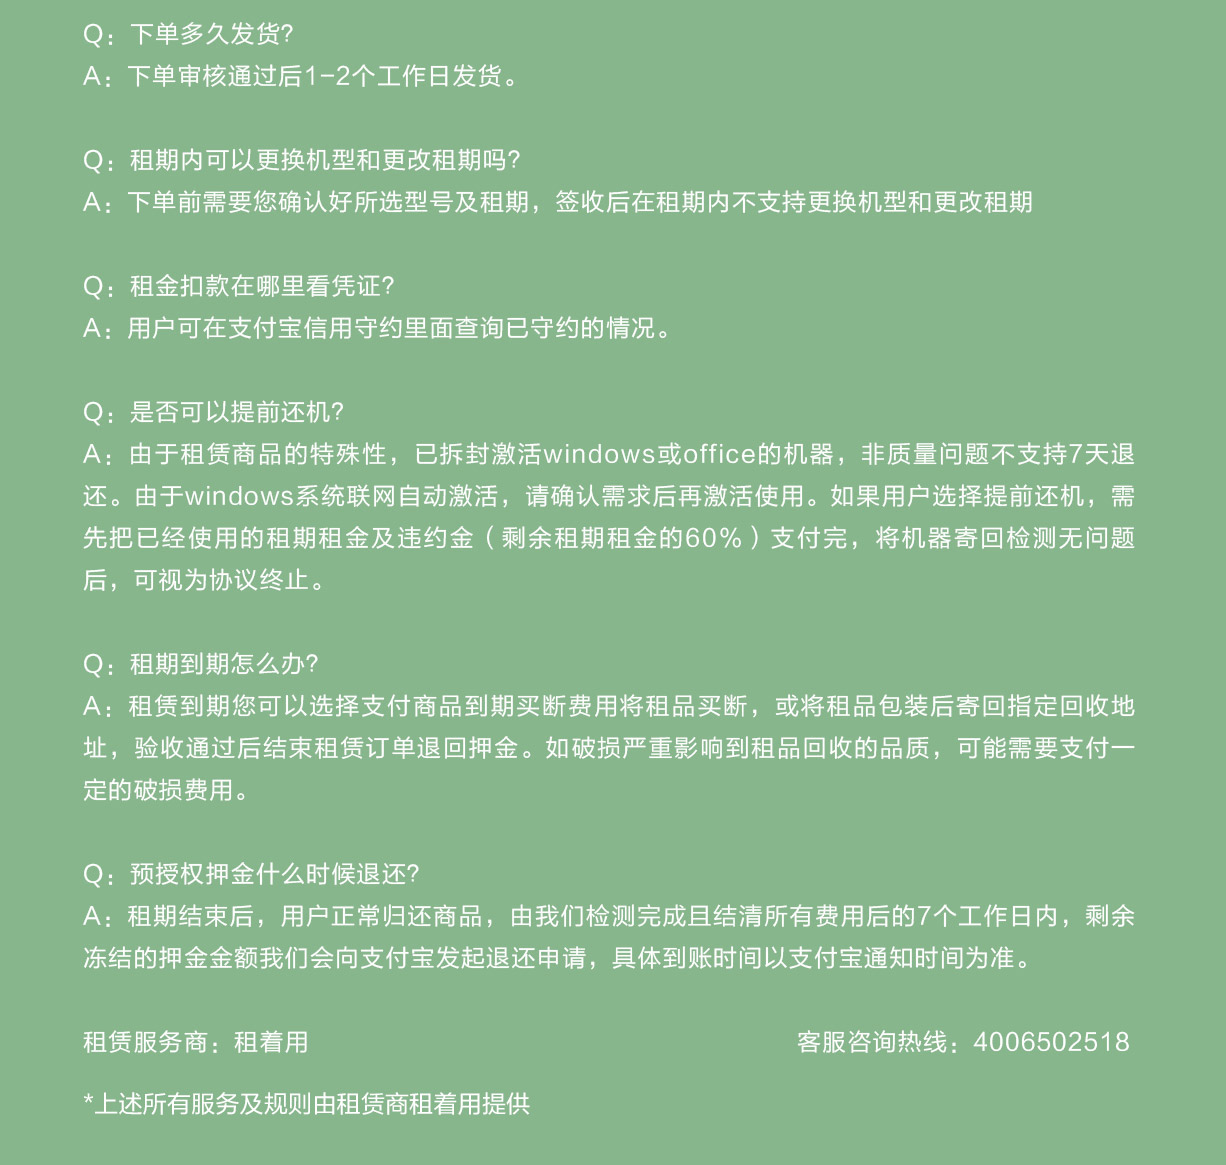 Q：下单多久发货?
A：下单审核通过后1-2个工作日发货。
Q：租期内可以更换机型和更改租期吗?
A：下单前需要您确认好所选型号及租期，签收后在租期内不支持更换机型和更改租期
Q：租金扣款在哪里看凭证?
A：用户可在支付宝信用守约里面查询已守约的情况。
Q：是否可以提前还机?
A：由于租赁商品的特殊性，已拆封激活windows或office的机器，非质量问题不支持7天退
还。由于windows系统联网自动激活，请确认需求后再激活使用。如果用户选择提前还机，需
先把已经使用的租期租金及违约金（剩余租期租金的60%）支付完，将机器寄回检测无问题
后，可视为协议终止。
Q：租期到期怎么办?
A：租赁到期您可以选择支付商品到期买断费用将租品买断，或将租品包装后寄回指定回收地
址，验收通过后结束租赁订单退回押金。如破损严重影响到租品回收的品质，可能需要支付一
定的破损费用。
Q：预授权押金什么时候退还?
A：租期结束后，用户正常归还商品，由我们检测完成且结清所有费用后的7个工作日内，剩余
冻结的押金金额我们会向支付宝发起退还申请，具体到账时间以支付宝通知时间为准。
租赁服务商：租着用 客服咨询热线：4006502518
*上述所有服务及规则由租赁商租着用提供